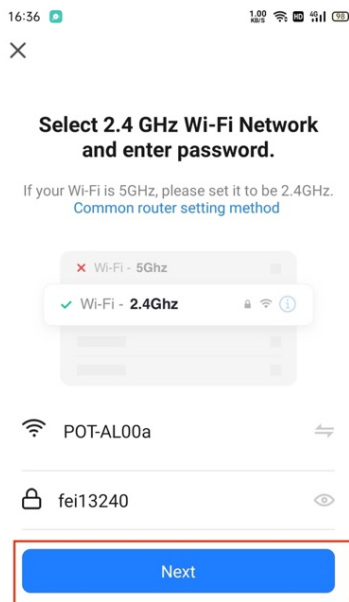 16:36 1.00 KB/S HD 4G 98
Select 2.4 GHz Wi-Fi Network
and enter password.
If your Wi-Fi is 5GHz, please set it to be 2.4GHz.
Common router setting method
Wi-Fi - 5Ghz
Wi-Fi - 2.4Ghz
POT-AL00a
fei13240
Next